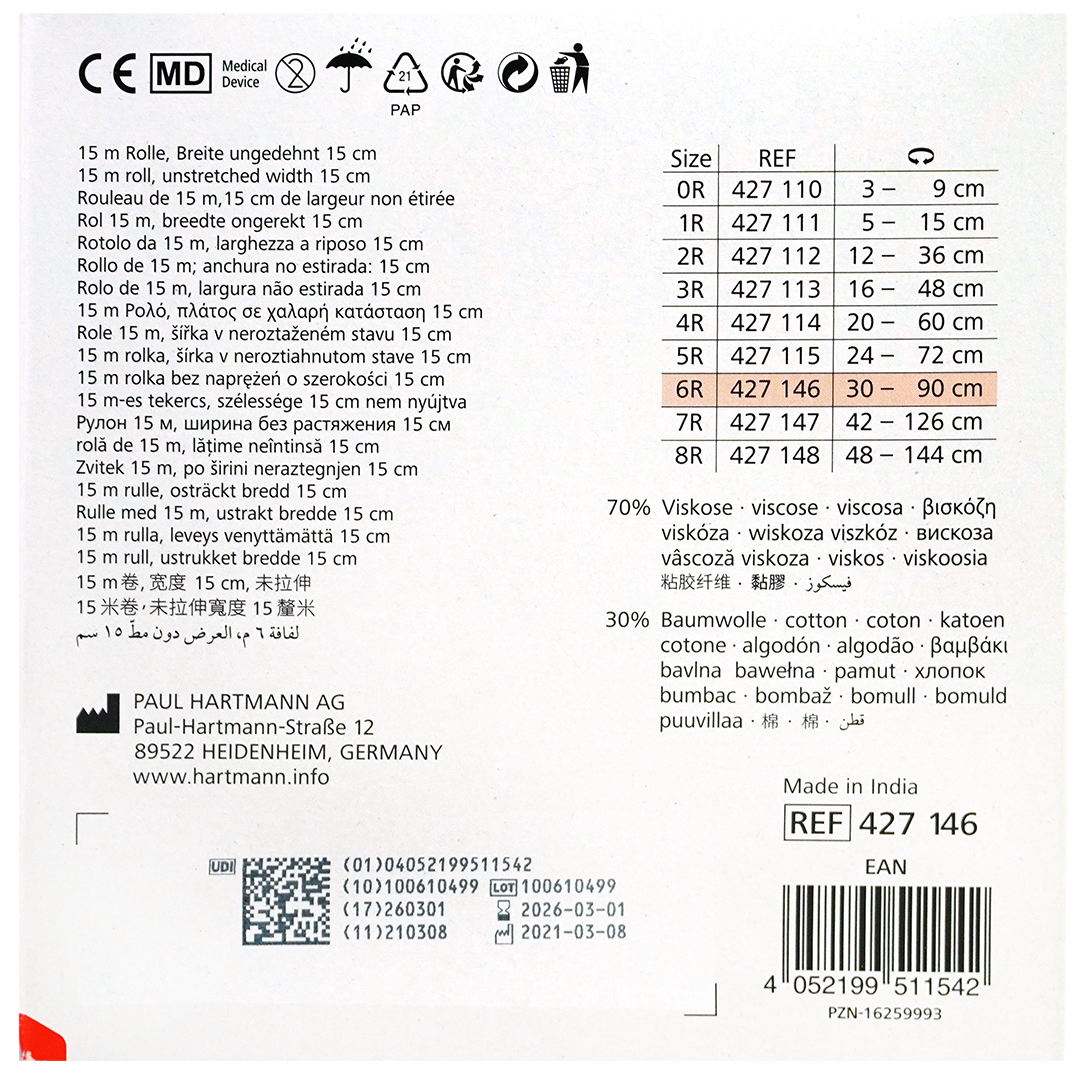 CE MD Medical
Device
2
21
PAP
15 m Rolle, Breite ungedehnt 15 cm
15 m roll, unstretched width 15 cm
Rouleau de 15 m,15 cm de largeur non étirée
Rol 15 m, breedte ongerekt 15 cm
Rotolo da 15 m, larghezza a riposo 15 cm
Rollo de 15 m; anchura no estirada: 15 cm
Rolo de 15 m, largura não estirada 15 cm
15 m Ρολό, πλάτος σε χαλαρή κατάσταση 15 cm
Role 15 m, šířka v neroztaženém stavu 15 cm
15 m rolka, šírka v neroztiahnutom stave 15 cm
15 m rolka bez naprężeń o szerokości 15 cm
15 m-es tekercs, szélessége 15 cm nem nyújtva
Рулон 15 м, ширина без растяжения 15 см
rolă de 15 m, lățime neîntinsă 15 cm
Zvitek 15 m, po širini neraztegnjen 15 cm
15 m rulle, osträckt bredd 15 cm
Rulle med 15 m, ustrakt bredde 15 cm
15 m rulla, leveys venyttämättä 15 cm
15 m rull, ustrukket bredde 15 cm
15 m卷, 宽度 15 cm, 未拉伸
15 米卷,未拉伸寬度 15 釐米
لفافة ٦ م، العرض دون مطّ ١٥ سم
PAUL HARTMANN AG
Paul-Hartmann-Straße 12
89522 HEIDENHEIM, GERMANY
www.hartmann.info
Size REF
0R 427 110 3 – 9 cm
1R 427 111 5 – 15 cm
2R 427 112 12 – 36 cm
3R 427 113 16 – 48 cm
4R 427 114 20 – 60 cm
5R 427 115 24 – 72 cm
6R 427 146 30 – 90 cm
7R 427 147 42 – 126 cm
8R 427 148 48 – 144 cm
70% Viskose · viscose · viscosa · βισκόζη
viskóza · wiskoza viszkóz · вискоза
vâscoză viskoza · viskos · viskoosia
粘胶纤维 · 黏膠 · فيسكوز
30% Baumwolle · cotton · coton · katoen
cotone · algodón · algodão · βαμβάκι
bavlna bawełna · pamut · хлопок
bumbac · bombaž · bomull · bomuld
puuvillaa · 棉 · 棉 · قطن
Made in India
REF 427 146
EAN
4 052199 511542
PZN-16259993
UDI (01)04052199511542
(10)100610499 LOT 100610499
(17)260301 2026-03-01
(11)210308 2021-03-08